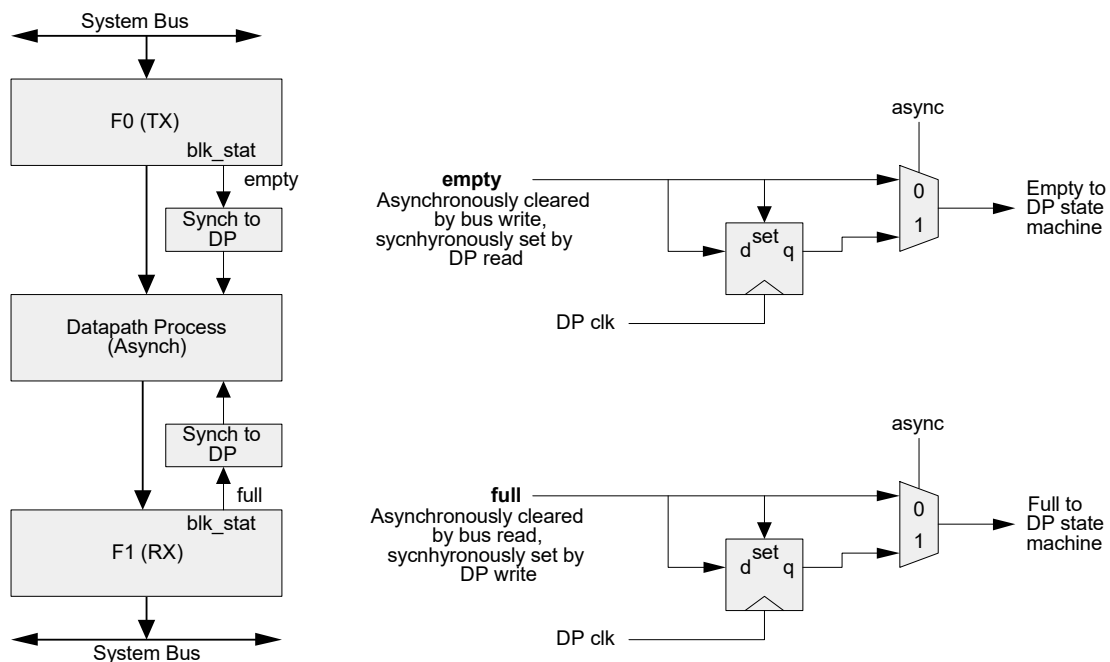 System Bus
F0 (TX)
blk_stat
empty
Synch to
DP
Datapath Process
(Asynch)
Synch to
DP
full
blk_stat
F1 (RX)
System Bus
async
empty
Asynchronously cleared
by bus write,
sycnhyronously set by
DP read
0
1
set
d
q
DP clk
Empty to
DP state
machine
async
full
Asynchronously cleared
by bus read,
sycnhyronously set by
DP write
0
1
set
d
q
DP clk
Full to
DP state
machine